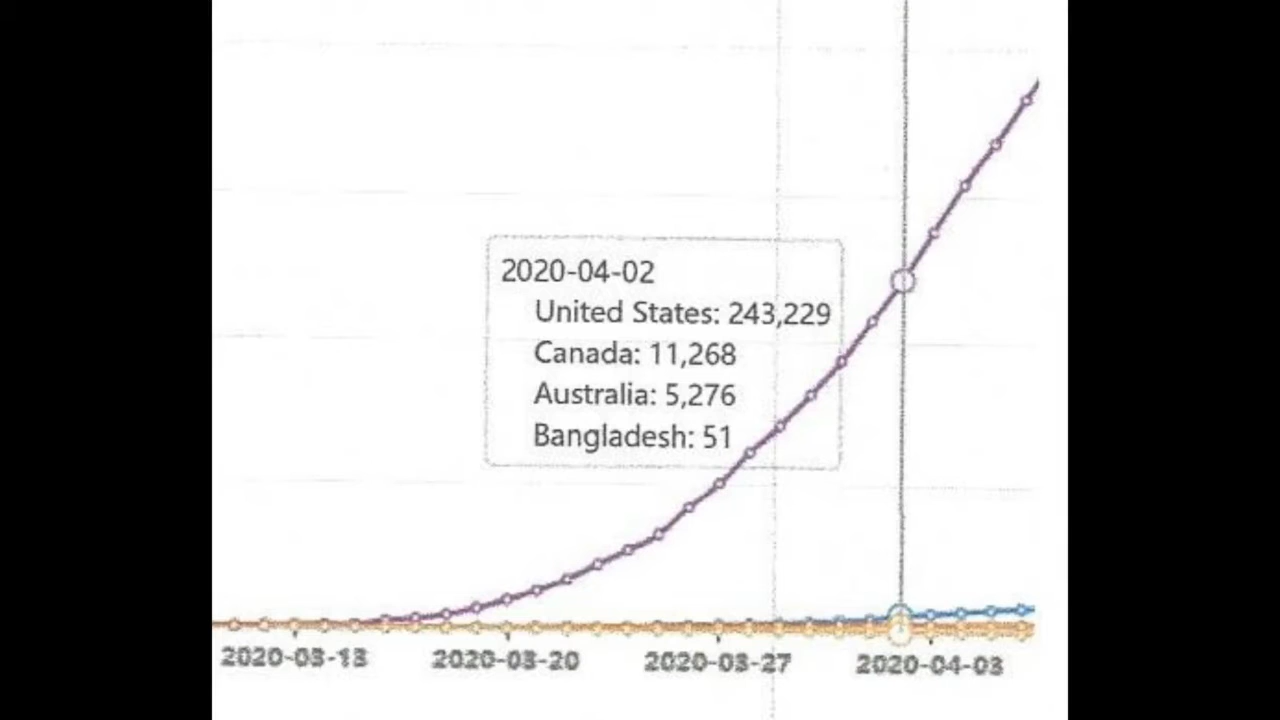 2020-04-02
United States: 243,229
Canada: 11,268
Australia: 5,276
Bangladesh: 51
2020-03-13
2020-03-20
2020-03-27
2020-04-03